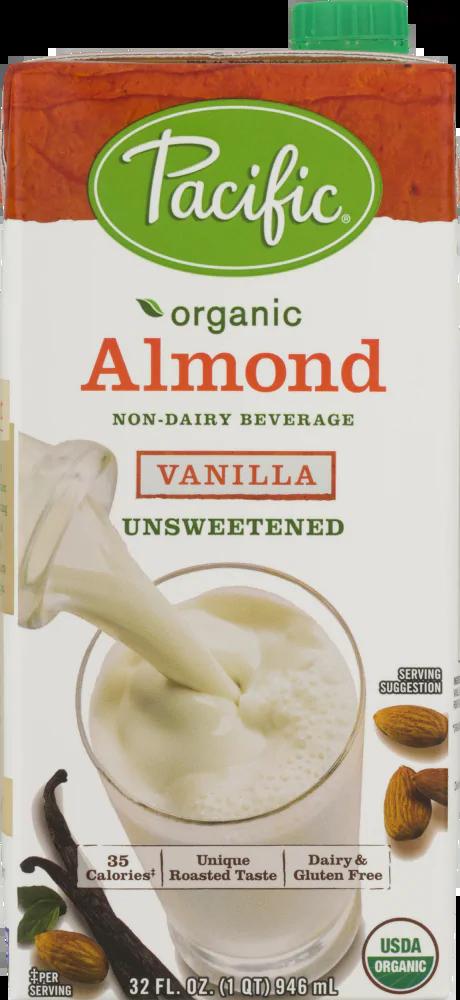 Pacific®
organic
Almond
NON-DAIRY BEVERAGE
VANILLA
UNSWEETENED
SERVING
SUGGESTION
35
Calories‡
Unique
Roasted Taste
Dairy &
Gluten Free
‡PER
SERVING
32 FL. OZ. (1 QT) 946 mL
USDA
ORGANIC